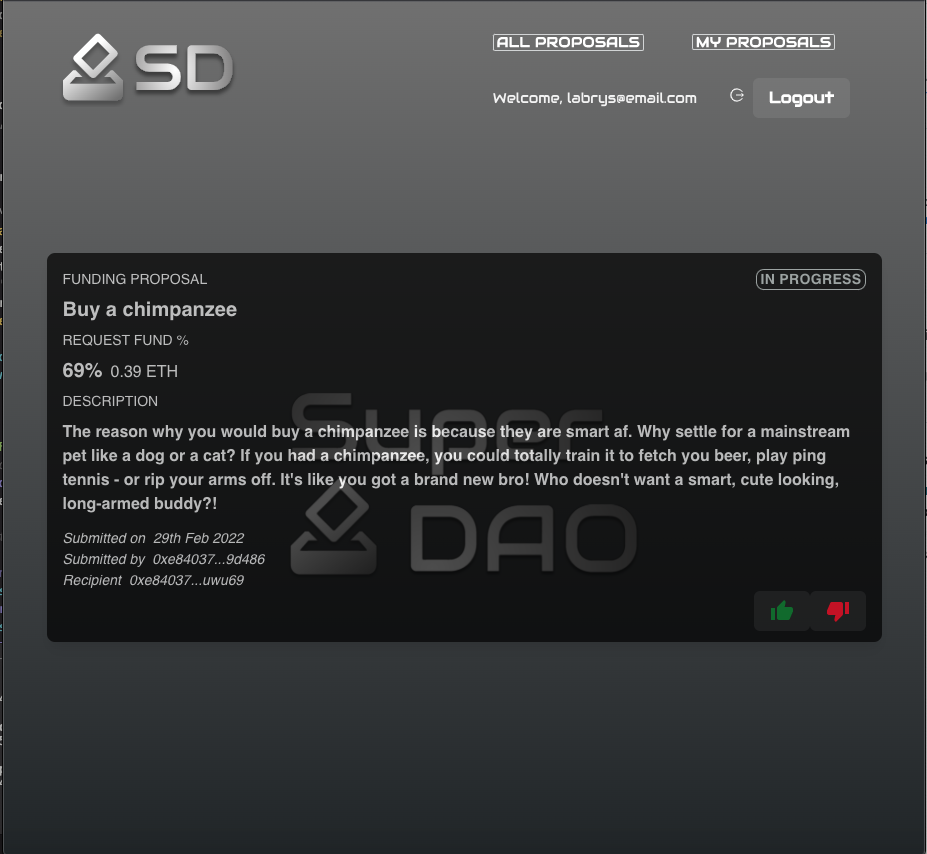 SD
ALL PROPOSALS
MY PROPOSALS
Welcome, labrys@email.com
Logout
FUNDING PROPOSAL
IN PROGRESS
Buy a chimpanzee
REQUEST FUND %
69% 0.39 ETH
DESCRIPTION
The reason why you would buy a chimpanzee is because they are smart af. Why settle for a mainstream
pet like a dog or a cat? If you had a chimpanzee, you could totally train it to fetch you beer, play ping
tennis - or rip your arms off. It's like you got a brand new bro! Who doesn't want a smart, cute looking,
long-armed buddy?!
Submitted on 29th Feb 2022
Submitted by 0xe84037...9d486
Recipient 0xe84037...uwu69
Super
DAO